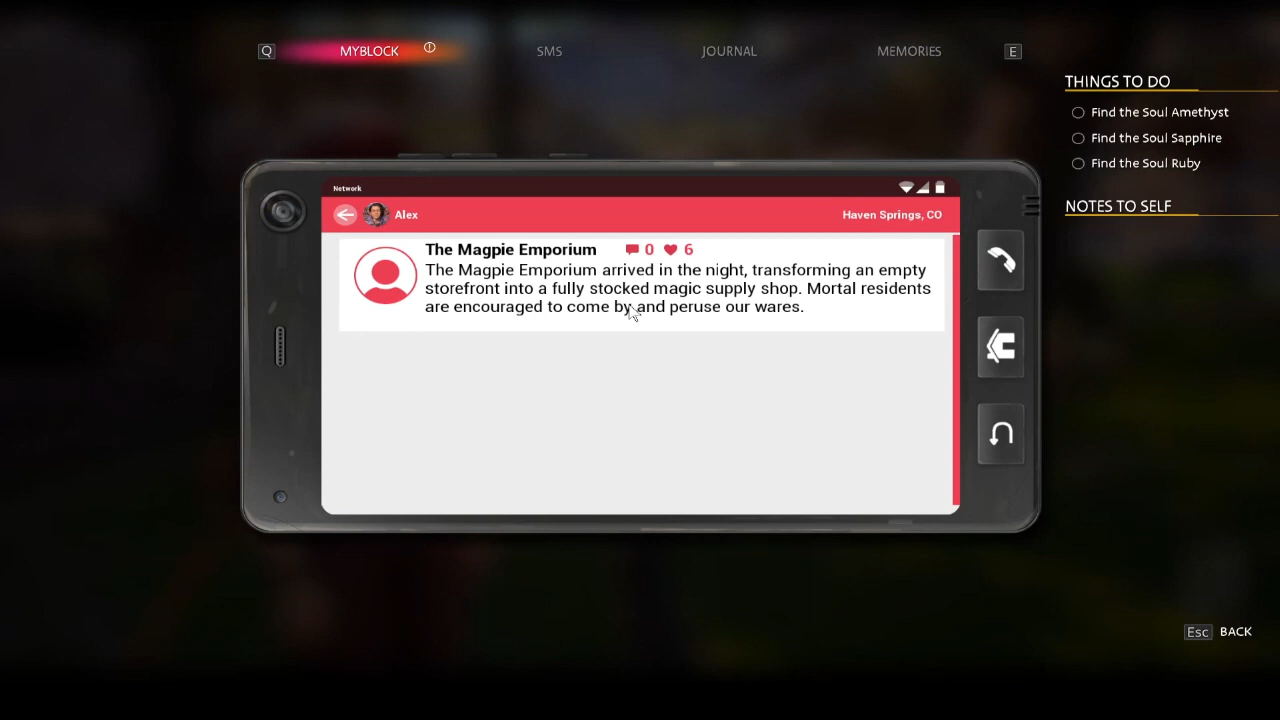 Q MYBLOCK SMS JOURNAL MEMORIES E
THINGS TO DO
Find the Soul Amethyst
Find the Soul Sapphire
Find the Soul Ruby
NOTES TO SELF
Network
Alex Haven Springs, CO
The Magpie Emporium 0 6
The Magpie Emporium arrived in the night, transforming an empty
storefront into a fully stocked magic supply shop. Mortal residents
are encouraged to come by and peruse our wares.
Esc BACK